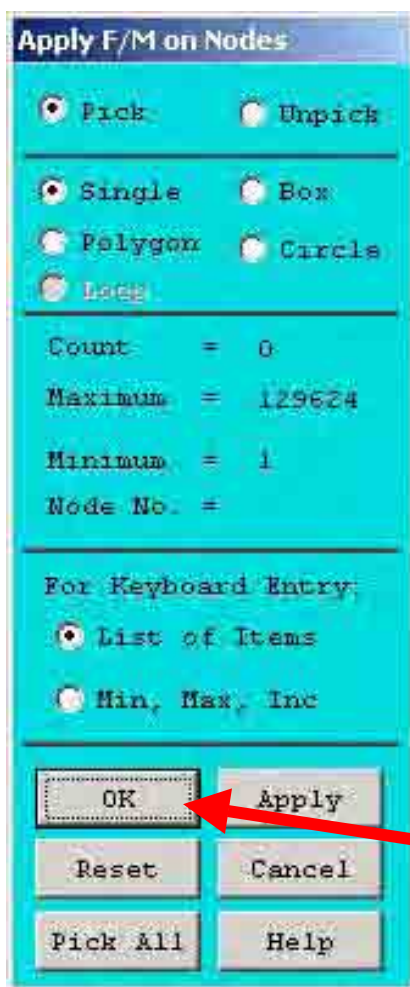 Apply F/M on Nodes
Pick Unpick
Single Box
Polygon Circle
Loop
Count = 0
Maximum = 129624
Minimum = 1
Node No. =
For Keyboard Entry:
List of Items
Min, Max, Inc
OK Apply
Reset Cancel
Pick All Help